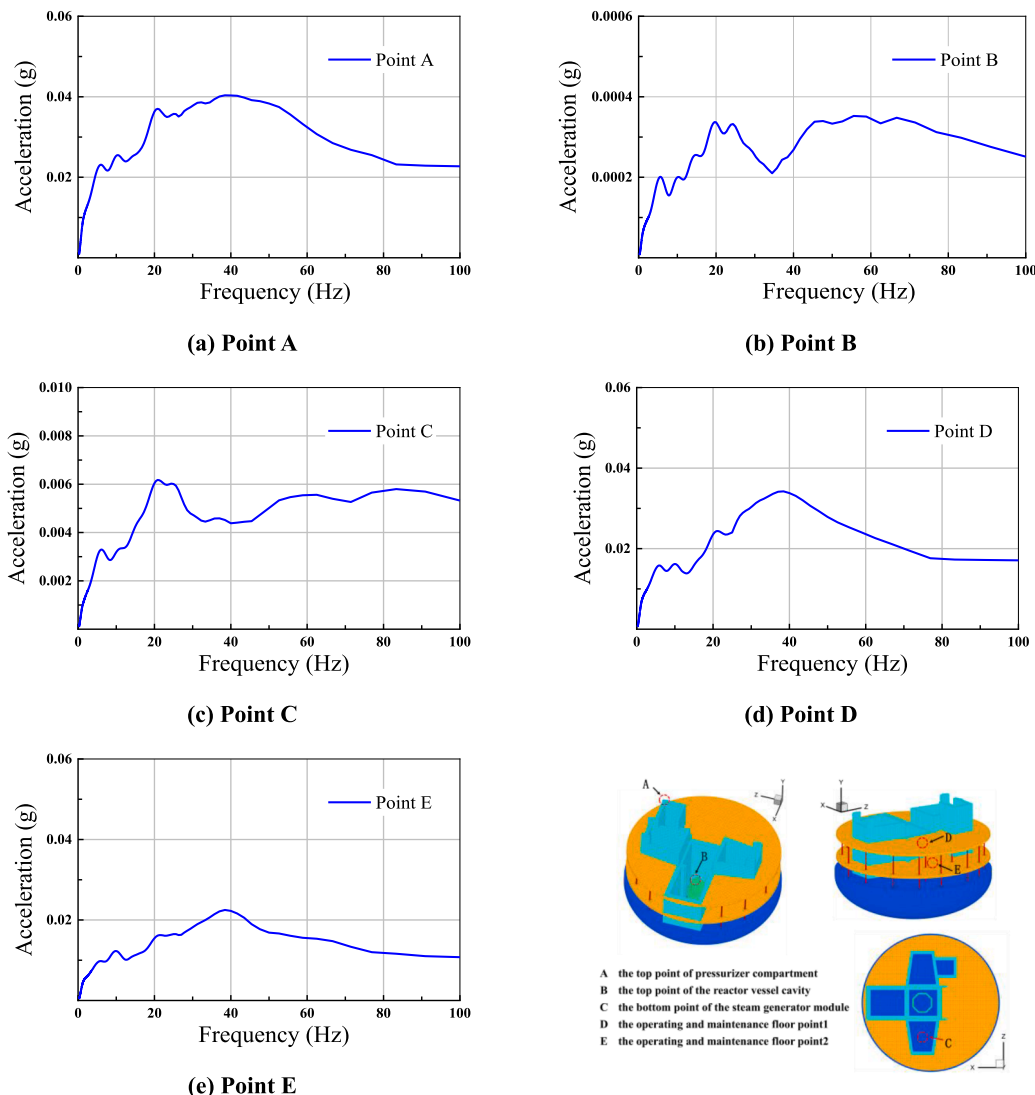 0.06
0.04
0.02
0
20
40
60
80
100
Acceleration (g)
Frequency (Hz)
Point A
(a) Point A
0.0006
0.0004
0.0002
0
20
40
60
80
100
Acceleration (g)
Frequency (Hz)
Point B
(b) Point B
0.010
0.008
0.006
0.004
0.002
0
20
40
60
80
100
Acceleration (g)
Frequency (Hz)
Point C
(c) Point C
0.06
0.04
0.02
0
20
40
60
80
100
Acceleration (g)
Frequency (Hz)
Point D
(d) Point D
0.06
0.04
0.02
0
20
40
60
80
100
Acceleration (g)
Frequency (Hz)
Point E
(e) Point E
A
B
Y
Z
X
Y
X
Z
D
E
A the top point of pressurizer compartment
B the top point of the reactor vessel cavity
C the bottom point of the steam generator module
D the operating and maintenance floor point1
E the operating and maintenance floor point2
C
Z
X